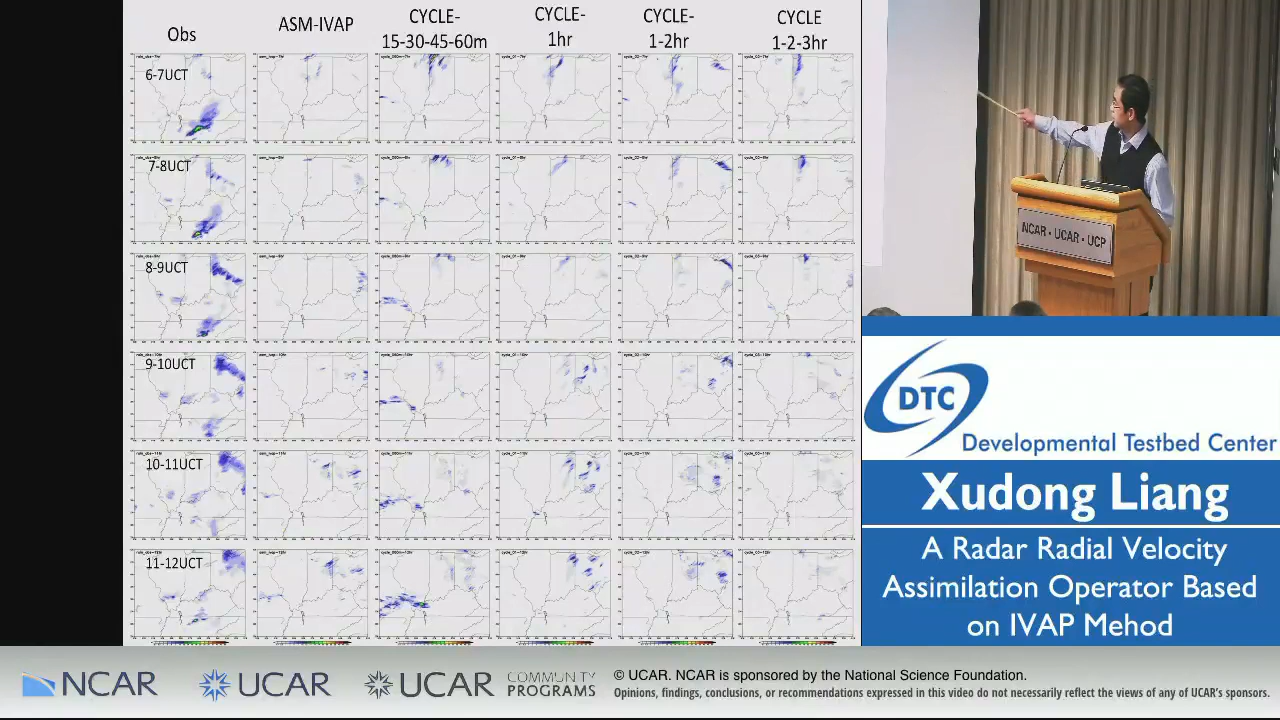 Obs
ASM-IVAP
CYCLE-
15-30-45-60m
CYCLE-
1hr
CYCLE-
1-2hr
CYCLE
1-2-3hr
6-7UCT
7-8UCT
8-9UCT
9-10UCT
10-11UCT
11-12UCT
NCAR • UCAR • UCP
DTC
Developmental Testbed Center
Xudong Liang
A Radar Radial Velocity
Assimilation Operator Based
on IVAP Mehod
NCAR
UCAR
UCAR
COMMUNITY
PROGRAMS
© UCAR. NCAR is sponsored by the National Science Foundation.
Opinions, findings, conclusions, or recommendations expressed in this video do not necessarily reflect the views of any of UCAR's sponsors.